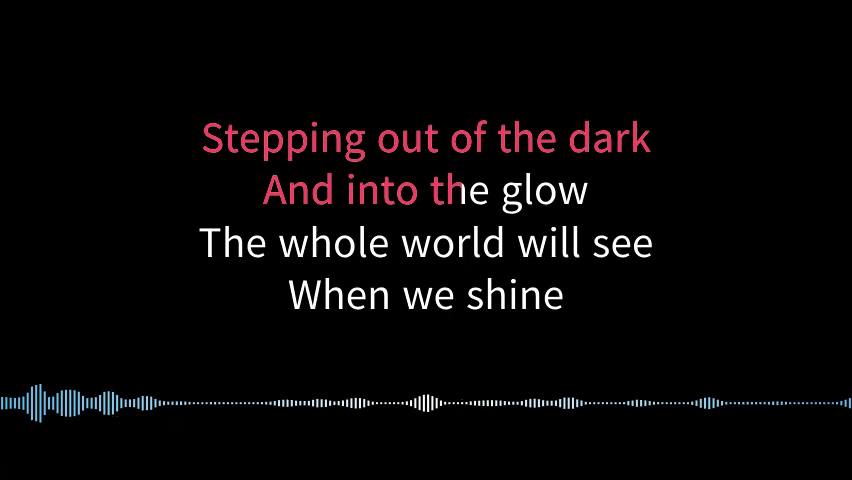 Stepping out of the dark
And into the glow
The whole world will see
When we shine